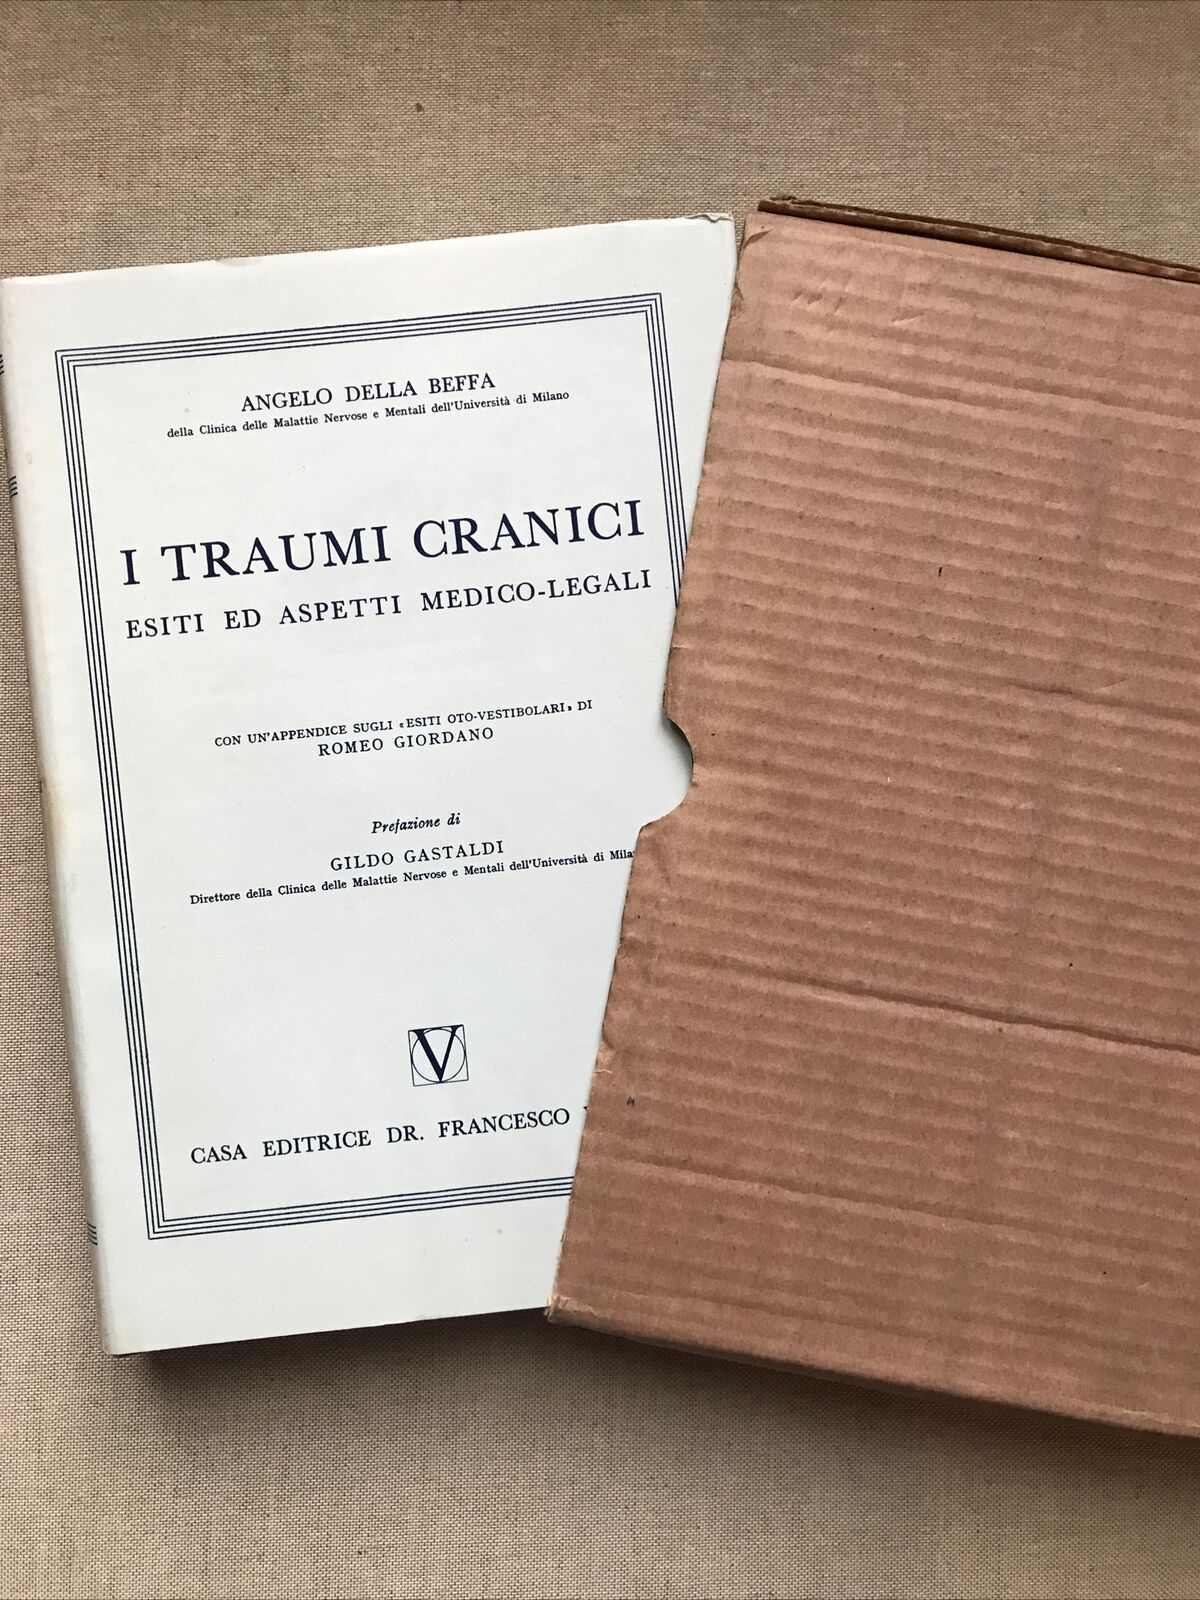 ANGELO DELLA BEFFA
della Clinica delle Malattie Nervose e Mentali dell'Università di Milano
I TRAUMI CRANICI
ESITI ED ASPETTI MEDICO-LEGALI
CON UN'APPENDICE SUGLI «ESITI OTO-VESTIBOLARI» DI
ROMEO GIORDANO
Prefazione di
GILDO GASTALDI
Direttore della Clinica delle Malattie Nervose e Mentali dell'Università di
V
CASA EDITRICE DR. FRANCESCO